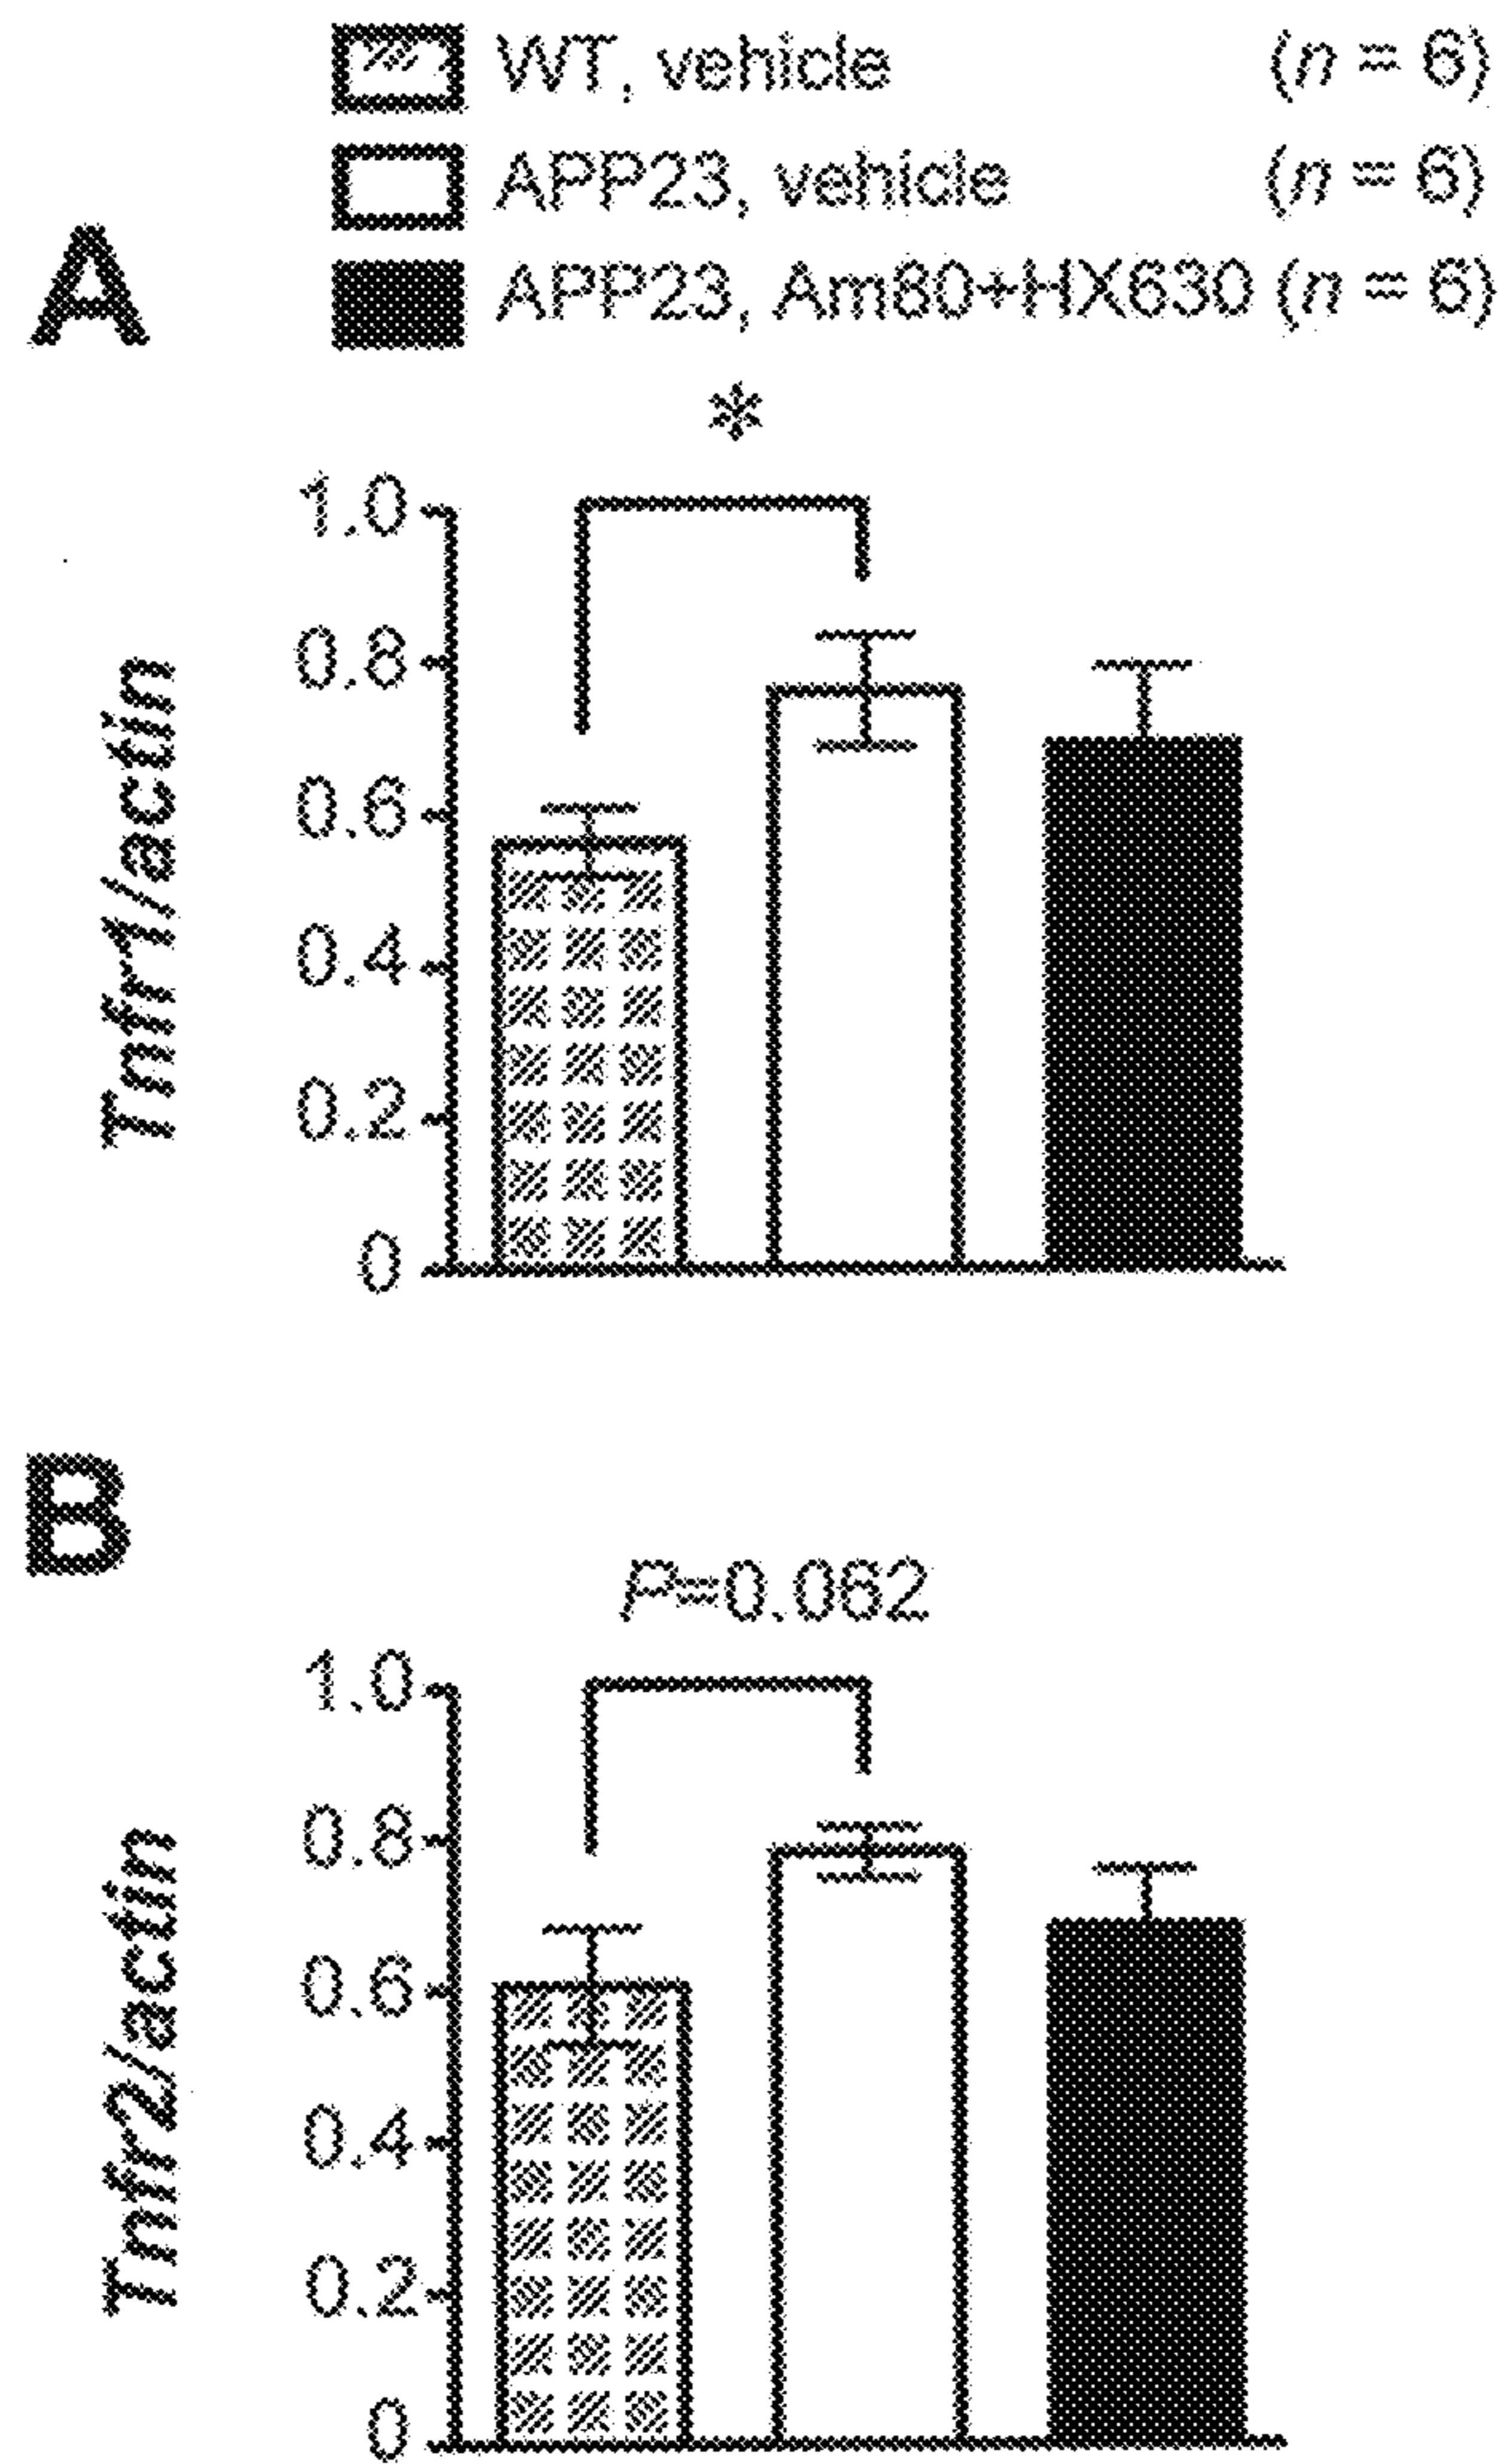 WT, vehicle (n = 6)
APP23, vehicle (n = 6)
A
APP23, Am80+HX630 (n = 6)
*
1.0
0.8
0.6
0.4
0.2
0
Tnfr1/actin
B
P=0.062
1.0
0.8
0.6
0.4
0.2
0
Tnfr2/actin